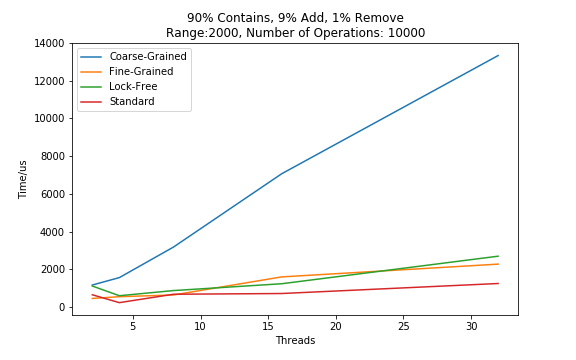 90% Contains, 9% Add, 1% Remove
Range:2000, Number of Operations: 10000
14000
12000
10000
8000
6000
4000
2000
0
Time/us
Coarse-Grained
Fine-Grained
Lock-Free
Standard
5
10
15
20
25
30
Threads